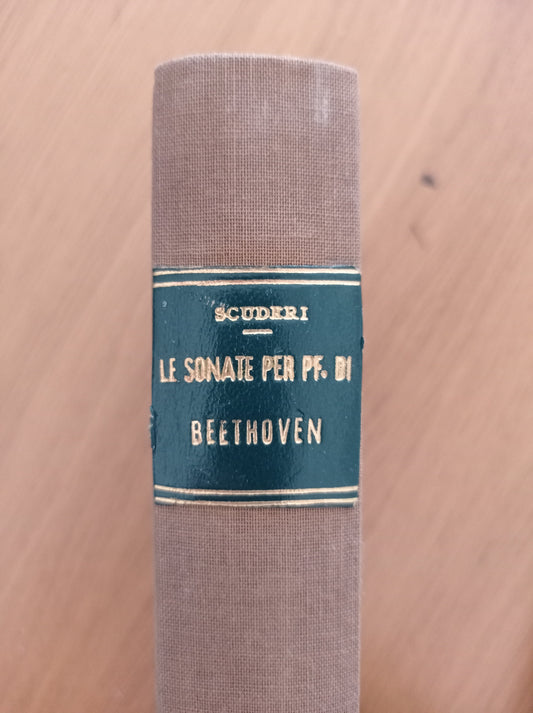 SCUDERI
LE SONATE PER PF. DI
BEETHOVEN